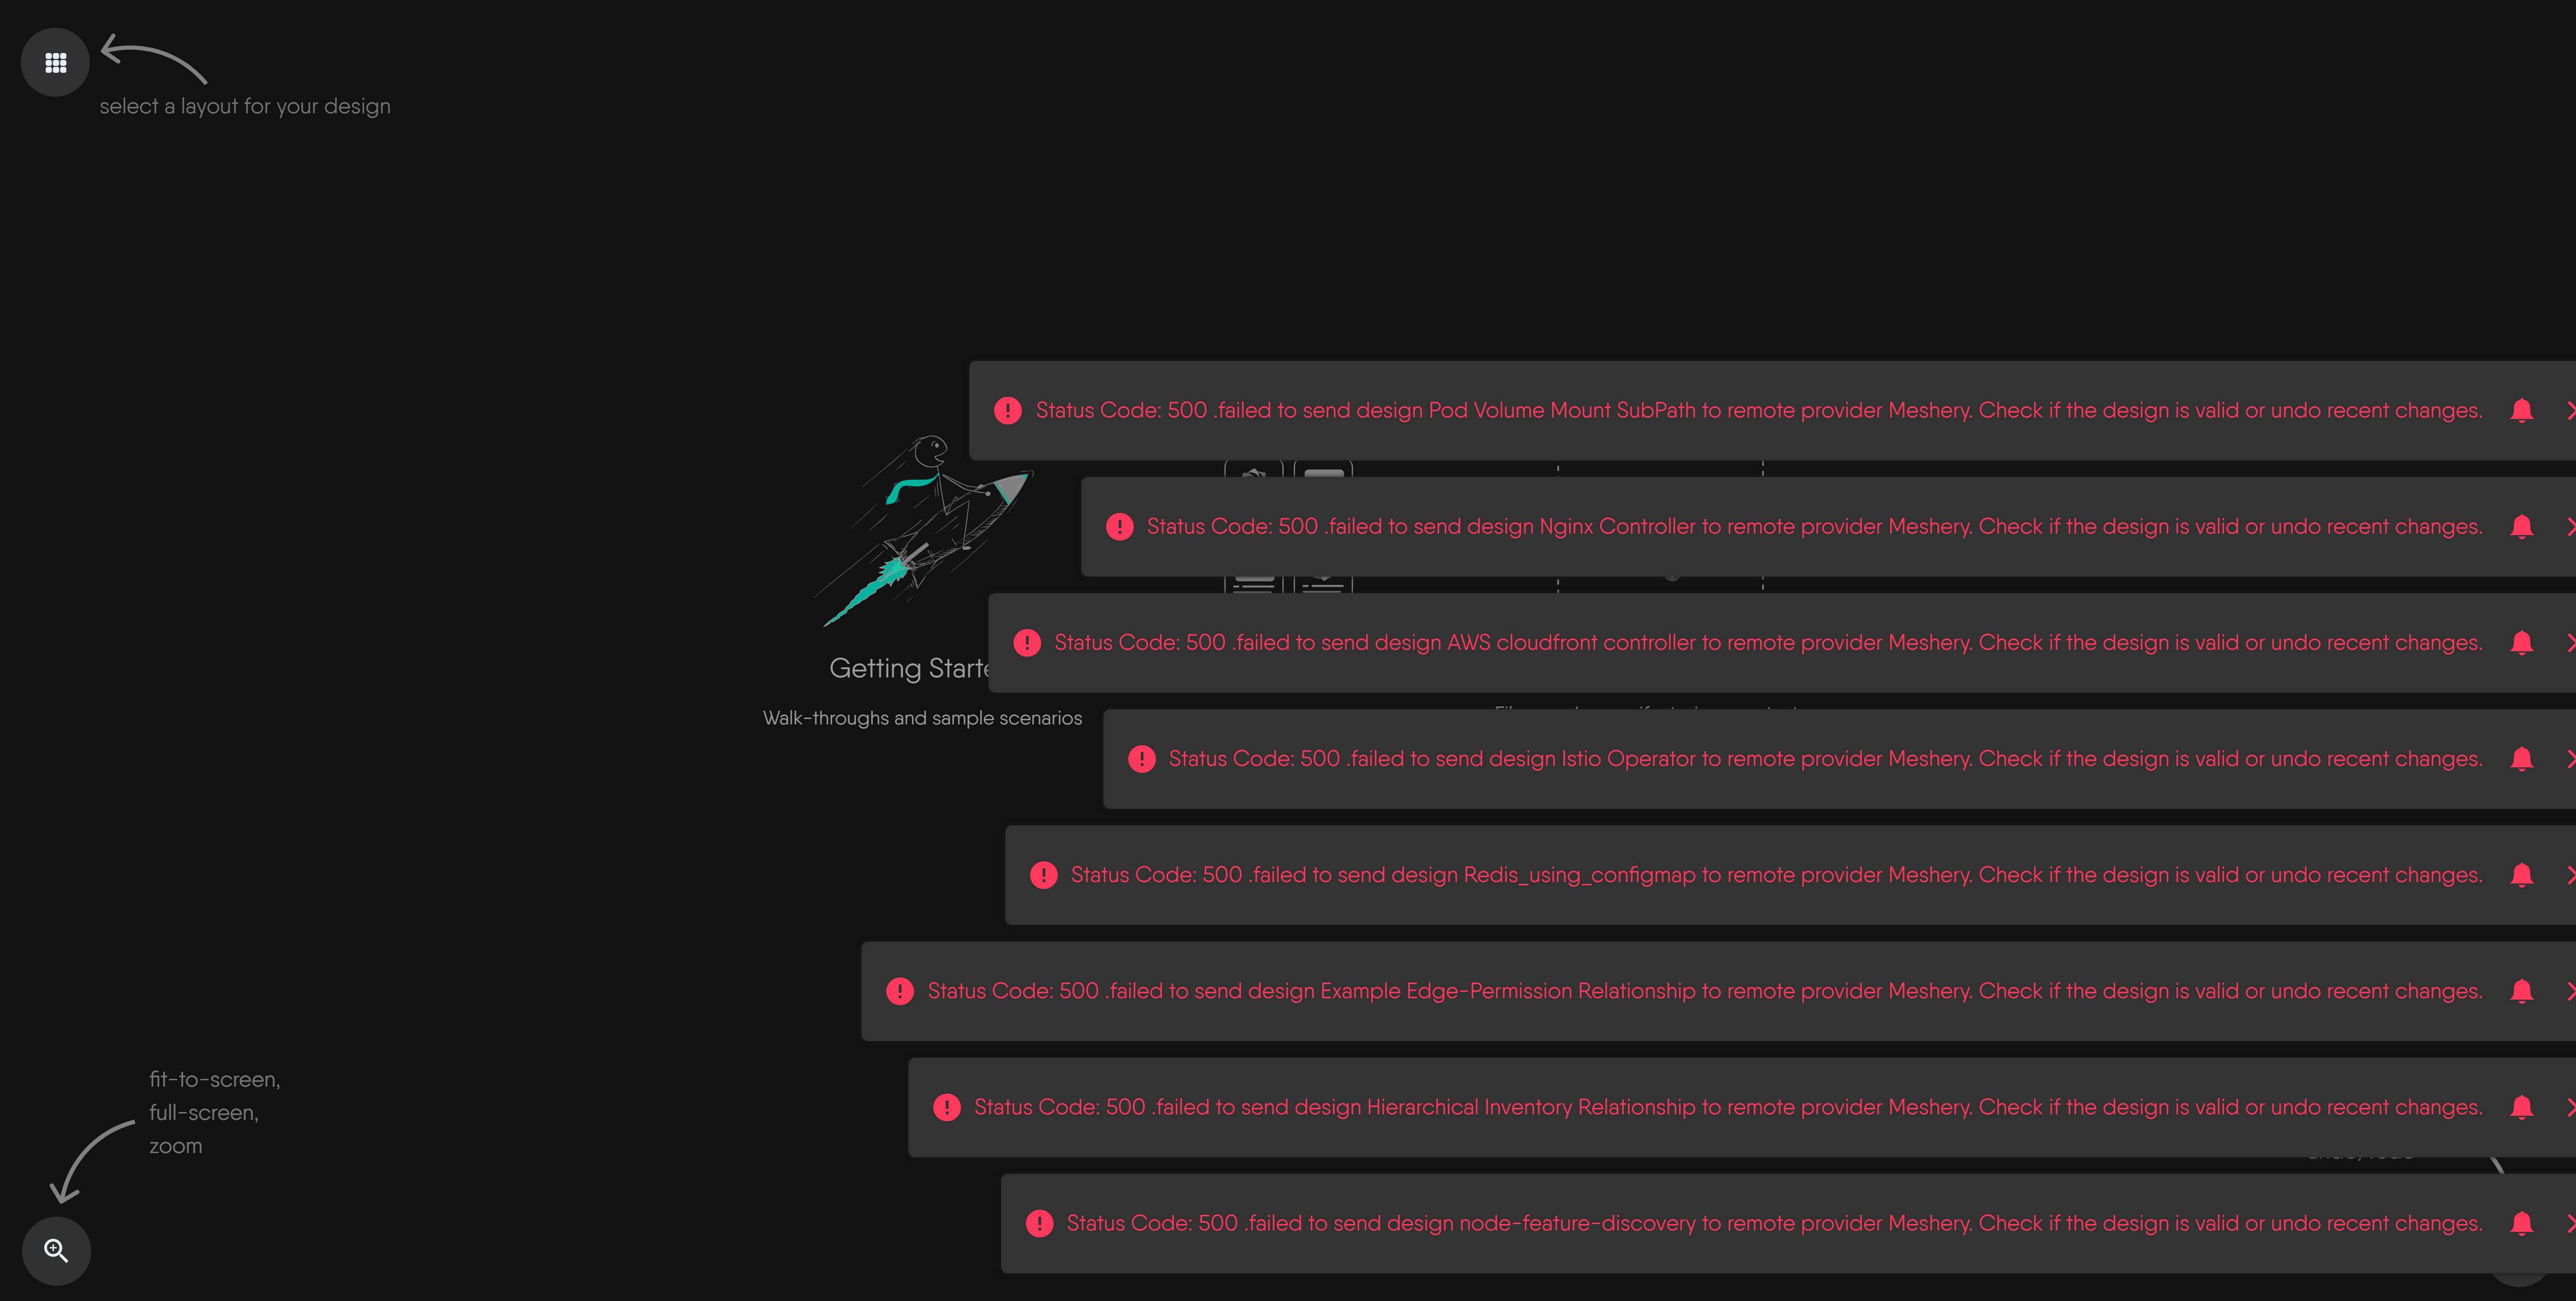 select a layout for your design
Status Code: 500 .failed to send design Pod Volume Mount SubPath to remote provider Meshery. Check if the design is valid or undo recent changes.
Status Code: 500 .failed to send design Nginx Controller to remote provider Meshery. Check if the design is valid or undo recent changes.
Status Code: 500 .failed to send design AWS cloudfront controller to remote provider Meshery. Check if the design is valid or undo recent changes.
Getting Starte
Walk-throughs and sample scenarios
Status Code: 500 .failed to send design Istio Operator to remote provider Meshery. Check if the design is valid or undo recent changes.
Status Code: 500 .failed to send design Redis_using_configmap to remote provider Meshery. Check if the design is valid or undo recent changes.
Status Code: 500 .failed to send design Example Edge-Permission Relationship to remote provider Meshery. Check if the design is valid or undo recent changes.
Status Code: 500 .failed to send design Hierarchical Inventory Relationship to remote provider Meshery. Check if the design is valid or undo recent changes.
Status Code: 500 .failed to send design node-feature-discovery to remote provider Meshery. Check if the design is valid or undo recent changes.
fit-to-screen,
full-screen,
zoom